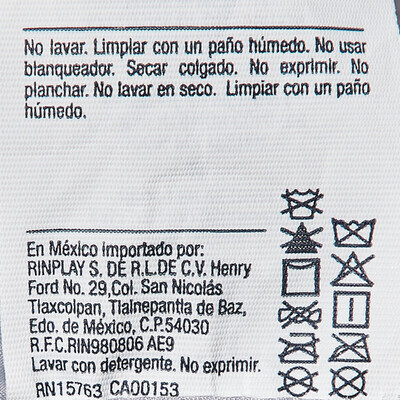 No lavar. Limpiar con un paño húmedo. No usar
blanqueador. Secar colgado. No exprimir. No
planchar. No lavar en seco. Limpiar con un paño
húmedo.
En México importado por:
RINPLAY S, DE R.L.DE C.V. Henry
Ford No. 29,Col. San Nicolás
Tlaxcolpan, Tlalnepantla de Baz,
Edo. de México, C.P.54030
R.F.C.RIN980806 AE9
Lavar con detergente. No exprimir.
RN15763 CA00153